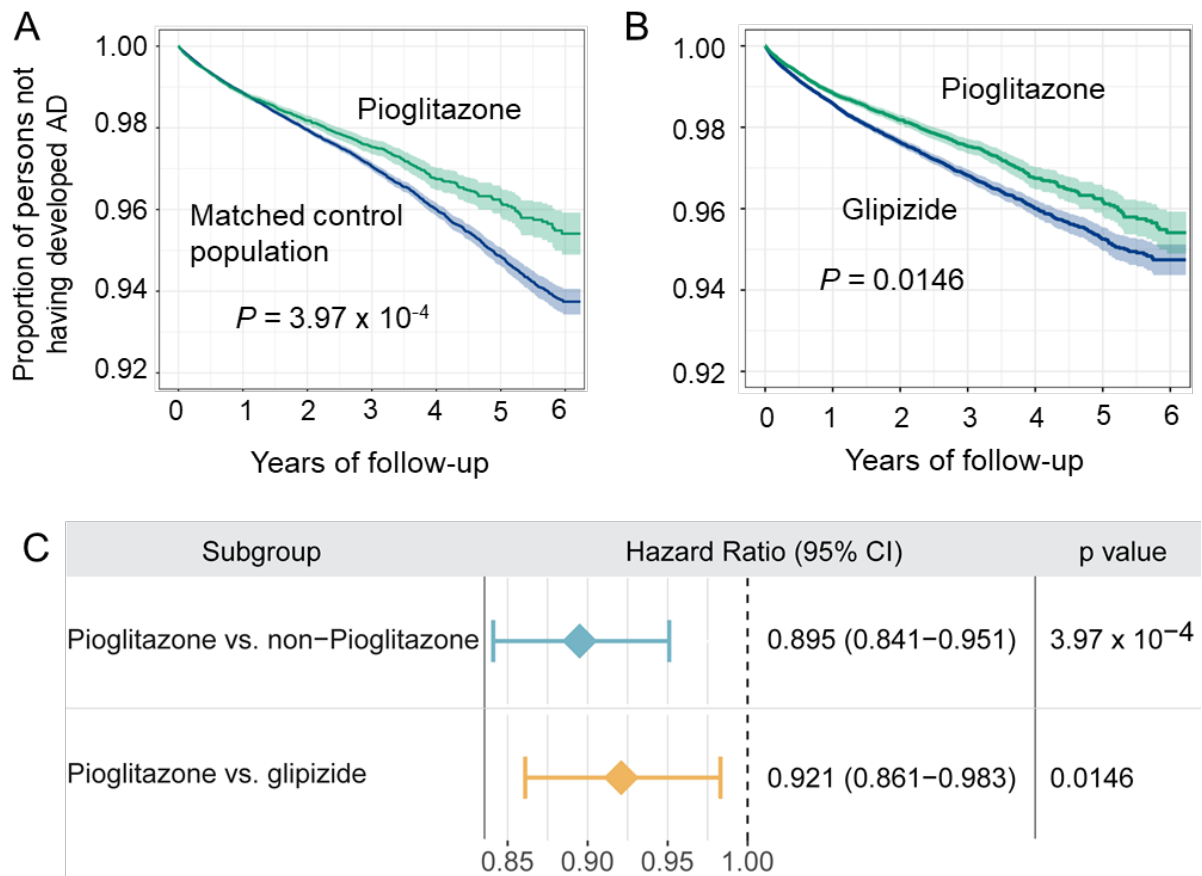 A
Proportion of persons not
having developed AD
1.00
0.98
0.96
0.94
0.92
Pioglitazone
Matched control
population
P = 3.97 x 10⁻⁴
0 1 2 3 4 5 6
Years of follow-up
B
1.00
0.98
0.96
0.94
0.92
Pioglitazone
Glipizide
P = 0.0146
0 1 2 3 4 5 6
Years of follow-up
C
Subgroup Hazard Ratio (95% CI) p value
Pioglitazone vs. non−Pioglitazone 0.895 (0.841−0.951) 3.97 x 10⁻⁴
Pioglitazone vs. glipizide 0.921 (0.861−0.983) 0.0146
0.85 0.90 0.95 1.00